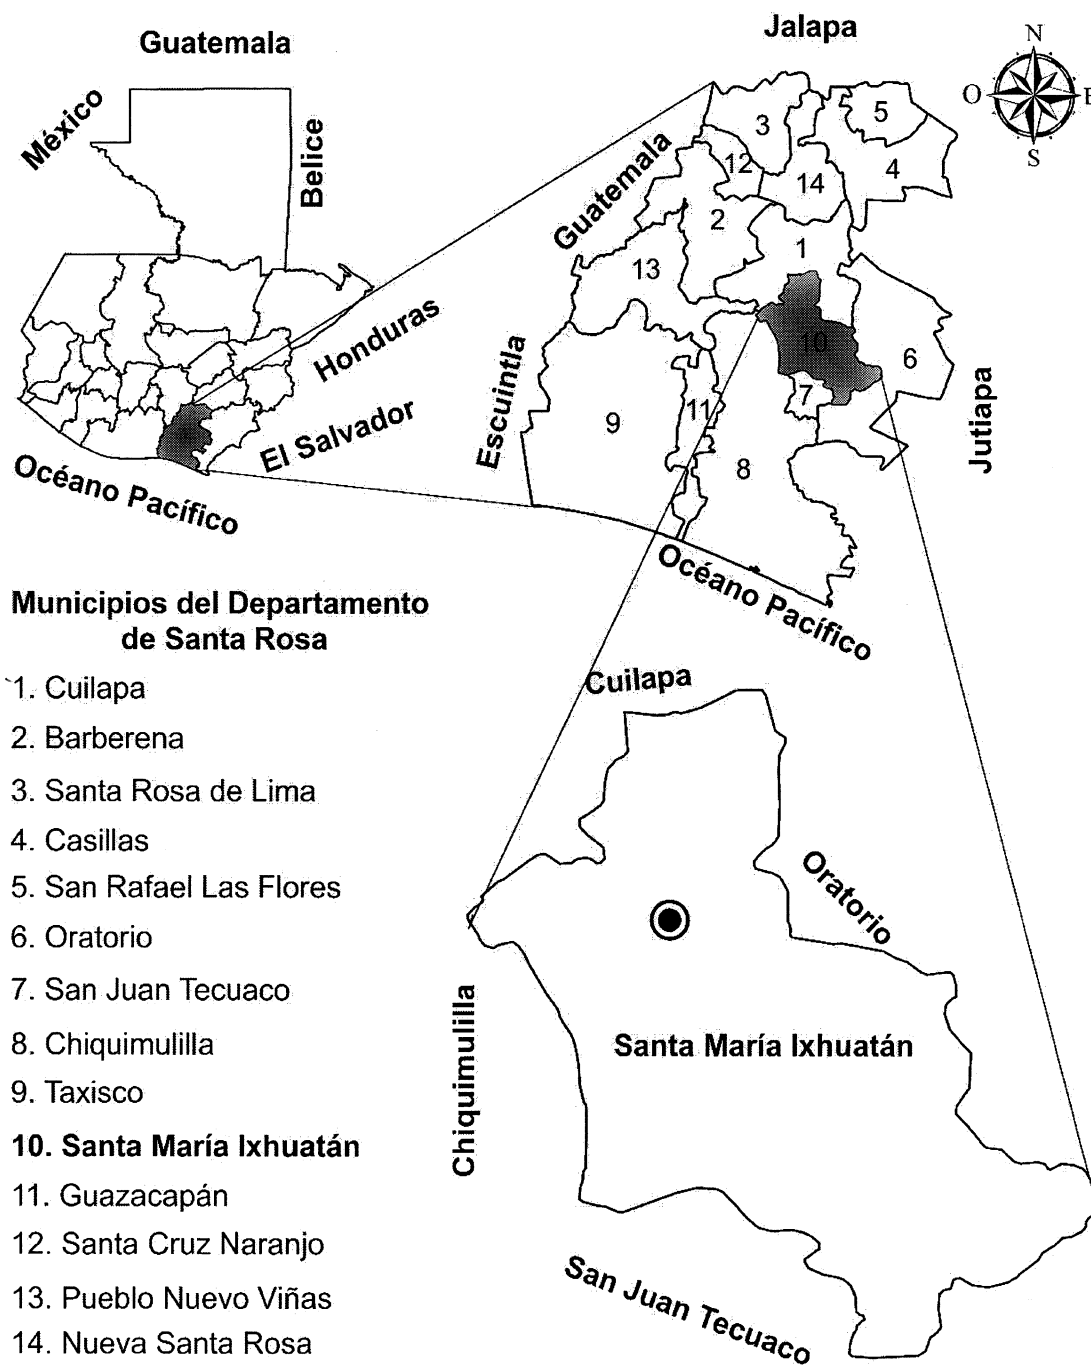 Guatemala
México
Belice
Honduras
El Salvador
Océano Pacífico
Jalapa
Guatemala
Escuintla
Jutiapa
Océano Pacífico
N
O
E
S
3
5
12
14
4
2
1
13
10
6
7
11
9
8
Municipios del Departamento
de Santa Rosa
1. Cuilapa
2. Barberena
3. Santa Rosa de Lima
4. Casillas
5. San Rafael Las Flores
6. Oratorio
7. San Juan Tecuaco
8. Chiquimulilla
9. Taxisco
10. Santa María Ixhuatán
11. Guazacapán
12. Santa Cruz Naranjo
13. Pueblo Nuevo Viñas
14. Nueva Santa Rosa
Cuilapa
Oratorio
Chiquimulilla
Santa María Ixhuatán
San Juan Tecuaco